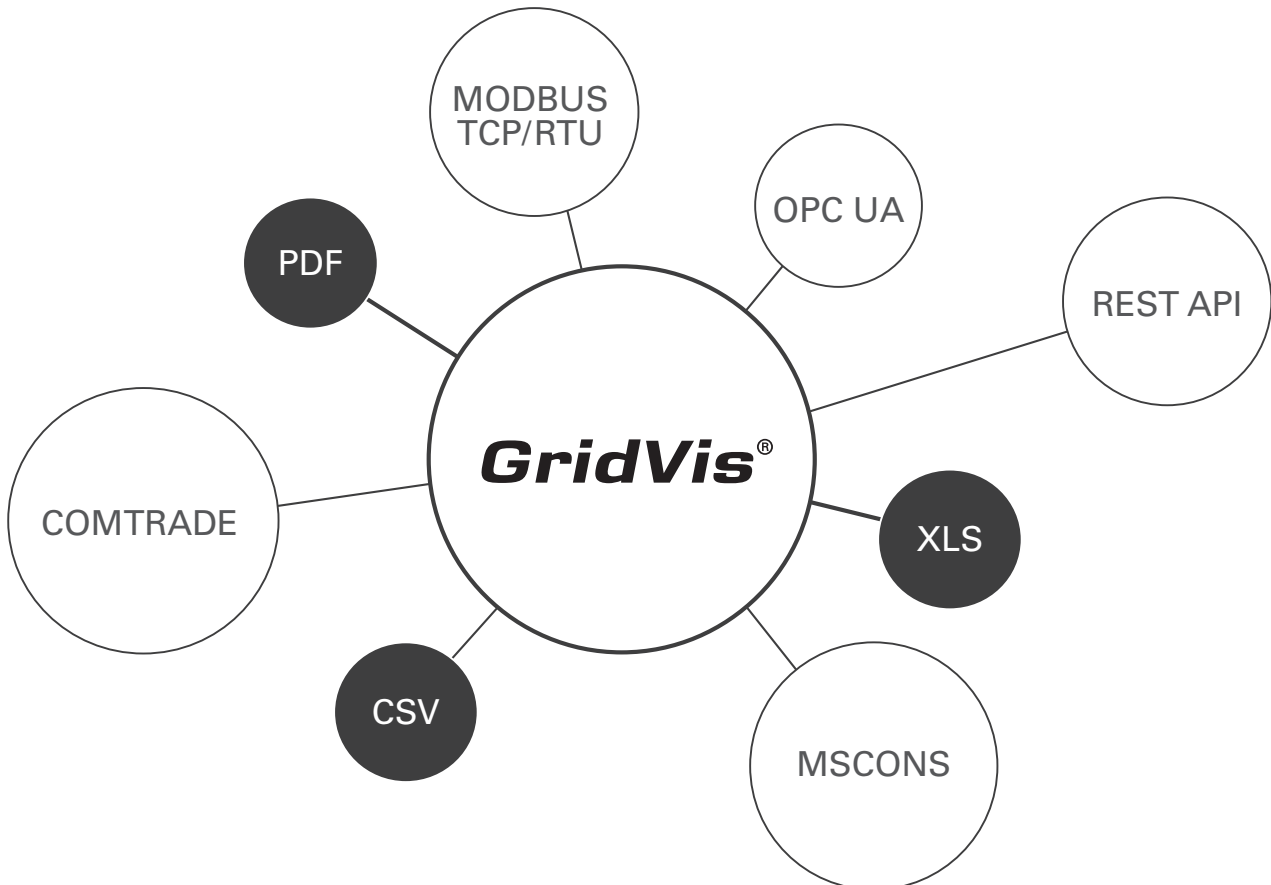 MODBUS
TCP/RTU
OPC UA
PDF
REST API
GridVis®
COMTRADE
XLS
CSV
MSCONS